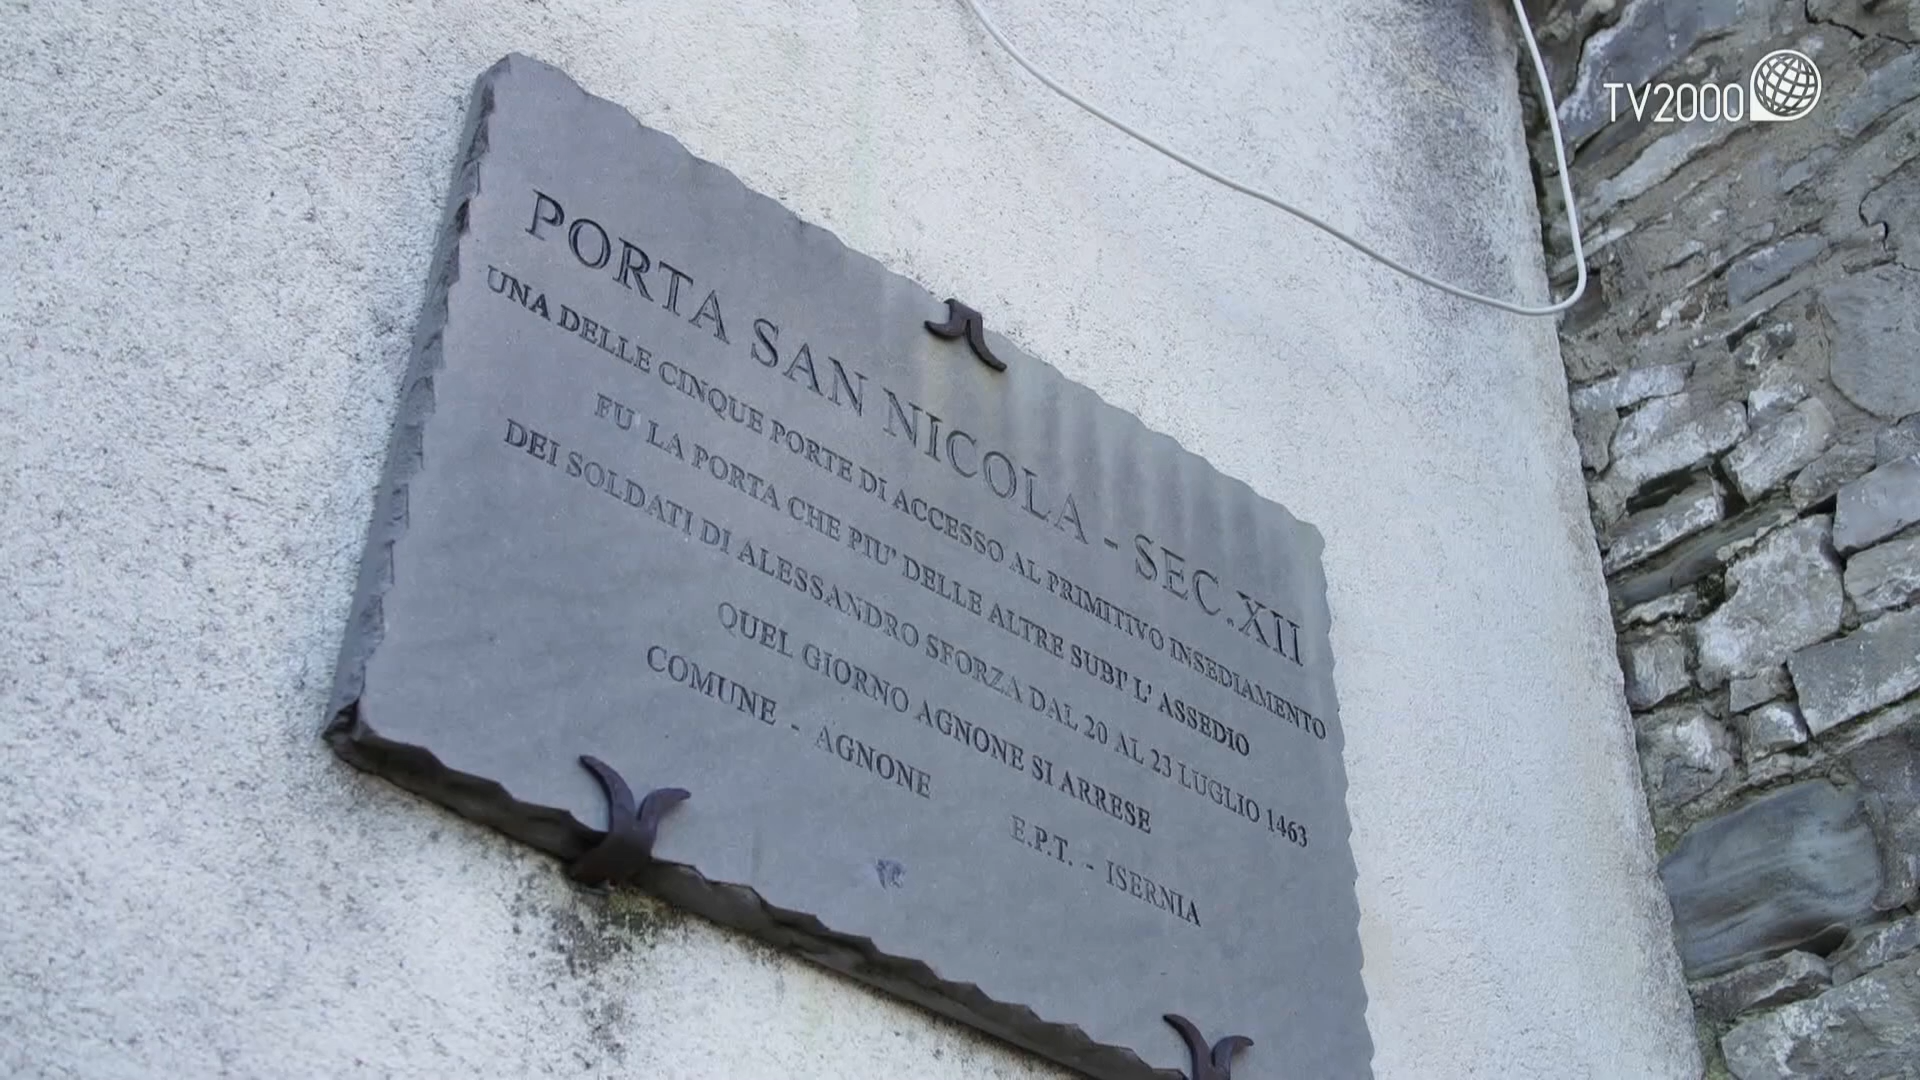 TV2000
PORTA SAN NICOLA - SEC.XII
UNA DELLE CINQUE PORTE DI ACCESSO AL PRIMITIVO INSEDIAMENTO
FU LA PORTA CHE PIU' DELLE ALTRE SUBI' L' ASSEDIO
DEI SOLDATI DI ALESSANDRO SFORZA DAL 20 AL 23 LUGLIO 1463
QUEL GIORNO AGNONE SI ARRESE
COMUNE - AGNONE E.P.T. - ISERNIA